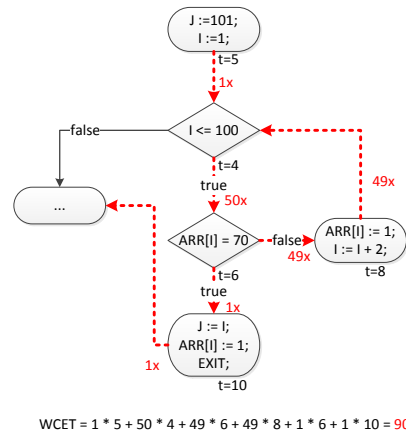 J :=101;
I :=1;
t=5
1x
I <= 100
false
t=4
true
50x
49x
...
ARR[I] = 70
false
49x
ARR[I] := 1;
I := I + 2;
t=8
t=6
true
1x
J := I;
ARR[I] := 1;
EXIT;
1x
t=10
WCET = 1 * 5 + 50 * 4 + 49 * 6 + 49 * 8 + 1 * 6 + 1 * 10 = 90